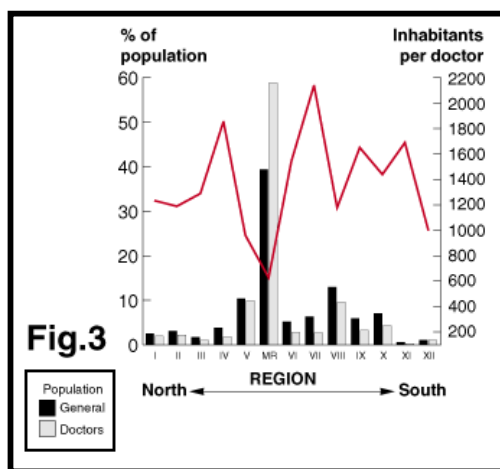 % of population
Inhabitants per doctor
60
50
40
30
20
10
0
2200
2000
1800
1600
1400
1200
1000
800
600
400
200
I II III IV V MR VI VII VIII IX X XI XII
Fig.3
North REGION South
Population
General
Doctors